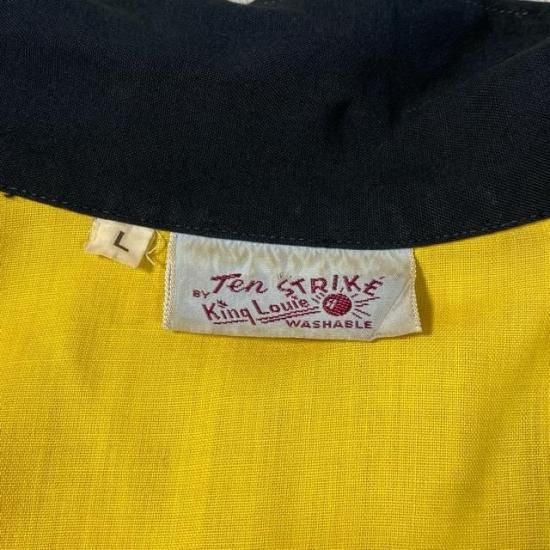 L
Ten STRIKE
BY King Louie
WASHABLE